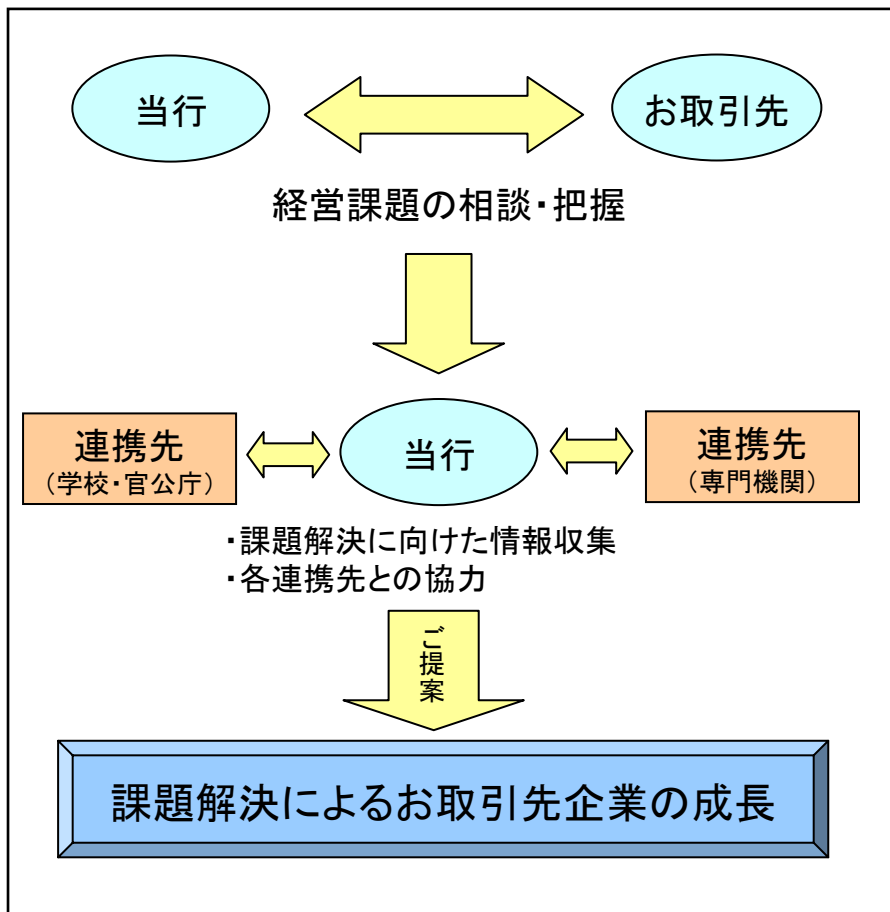 当行
お取引先
経営課題の相談・把握
連携先
（学校・官公庁）
当行
連携先
（専門機関）
・課題解決に向けた情報収集
・各連携先との協力
ご提案
課題解決によるお取引先企業の成長